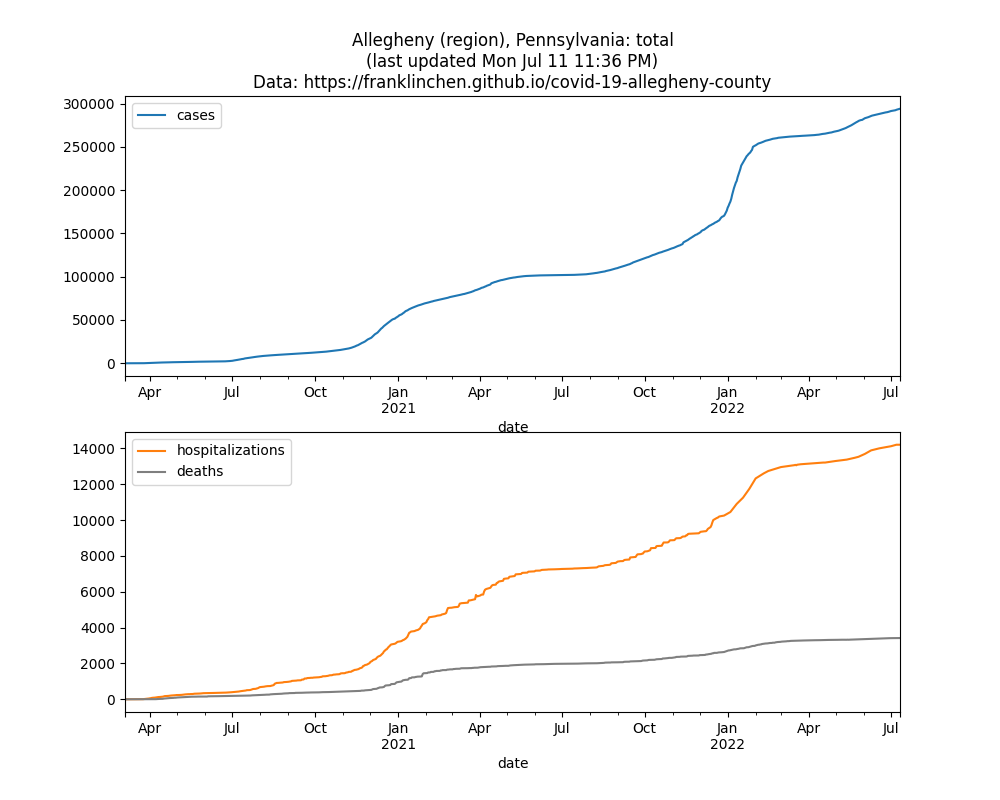 Allegheny (region), Pennsylvania: total
(last updated Mon Jul 11 11:36 PM)
Data: https://franklinchen.github.io/covid-19-allegheny-county
300000
250000
200000
150000
100000
50000
0
cases
Apr Jul Oct Jan Apr Jul Oct Jan Apr Jul
2021 2022
date
14000
12000
10000
8000
6000
4000
2000
0
hospitalizations
deaths
Apr Jul Oct Jan Apr Jul Oct Jan Apr Jul
2021 2022
date